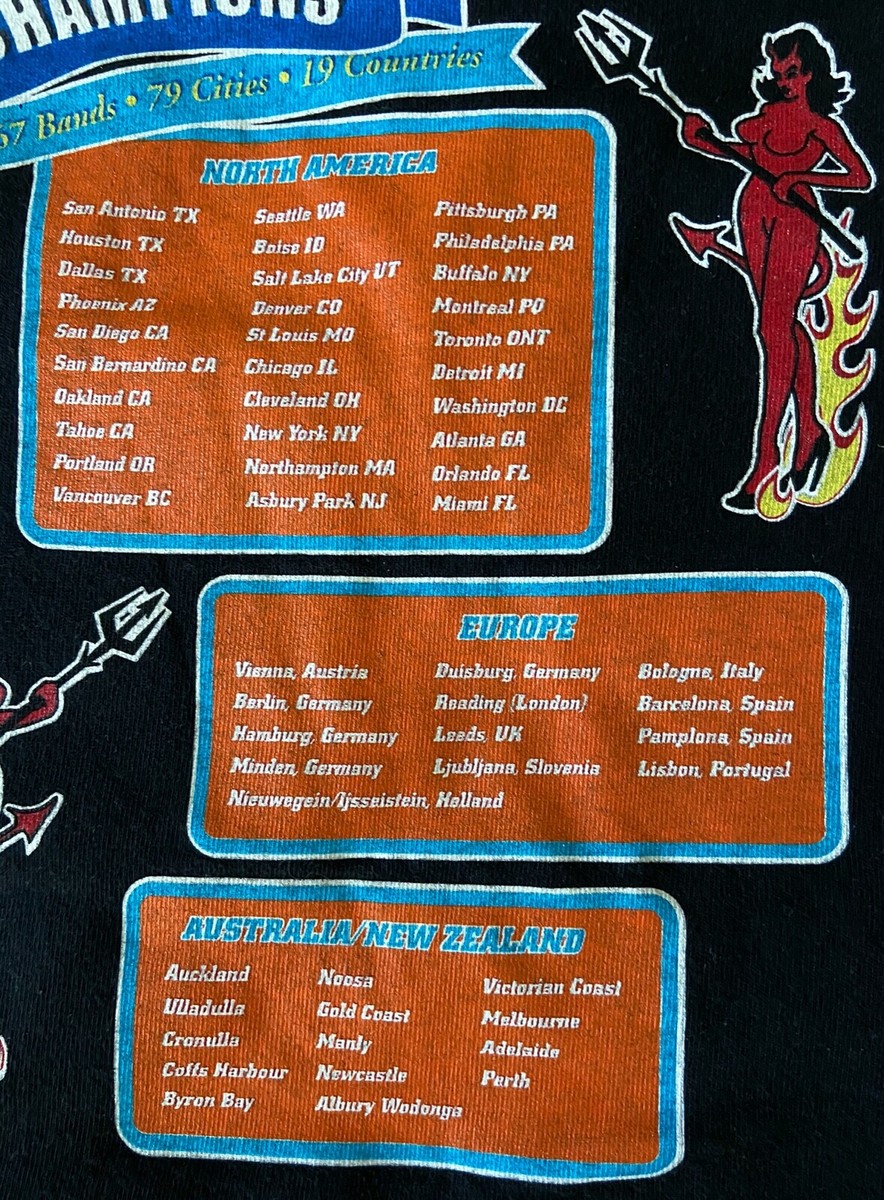 CHAMPIONS
67 Bands • 79 Cities • 19 Countries
NORTH AMERICA
San Antonio TX
Houston TX
Dallas TX
Phoenix AZ
San Diego CA
San Bernardino CA
Oakland CA
Tahoe CA
Portland OR
Vancouver BC
Seattle WA
Boise ID
Salt Lake City UT
Denver CO
St Louis MO
Chicago IL
Cleveland OH
New York NY
Northampton MA
Asbury Park NJ
Pittsburgh PA
Philadelphia PA
Buffalo NY
Montreal PQ
Toronto ONT
Detroit MI
Washington DC
Atlanta GA
Orlando FL
Miami FL
EUROPE
Vienna, Austria
Berlin, Germany
Hamburg, Germany
Minden, Germany
Nieuwegein/Ijsseistein, Holland
Duisburg, Germany
Reading (London)
Leeds, UK
Ljubljana, Slovenia
Bologna, Italy
Barcelona, Spain
Pamplona, Spain
Lisbon, Portugal
AUSTRALIA/NEW ZEALAND
Auckland
Ulladulla
Cronulla
Coffs Harbour
Byron Bay
Noosa
Gold Coast
Manly
Newcastle
Albury Wodonga
Victorian Coast
Melbourne
Adelaide
Perth